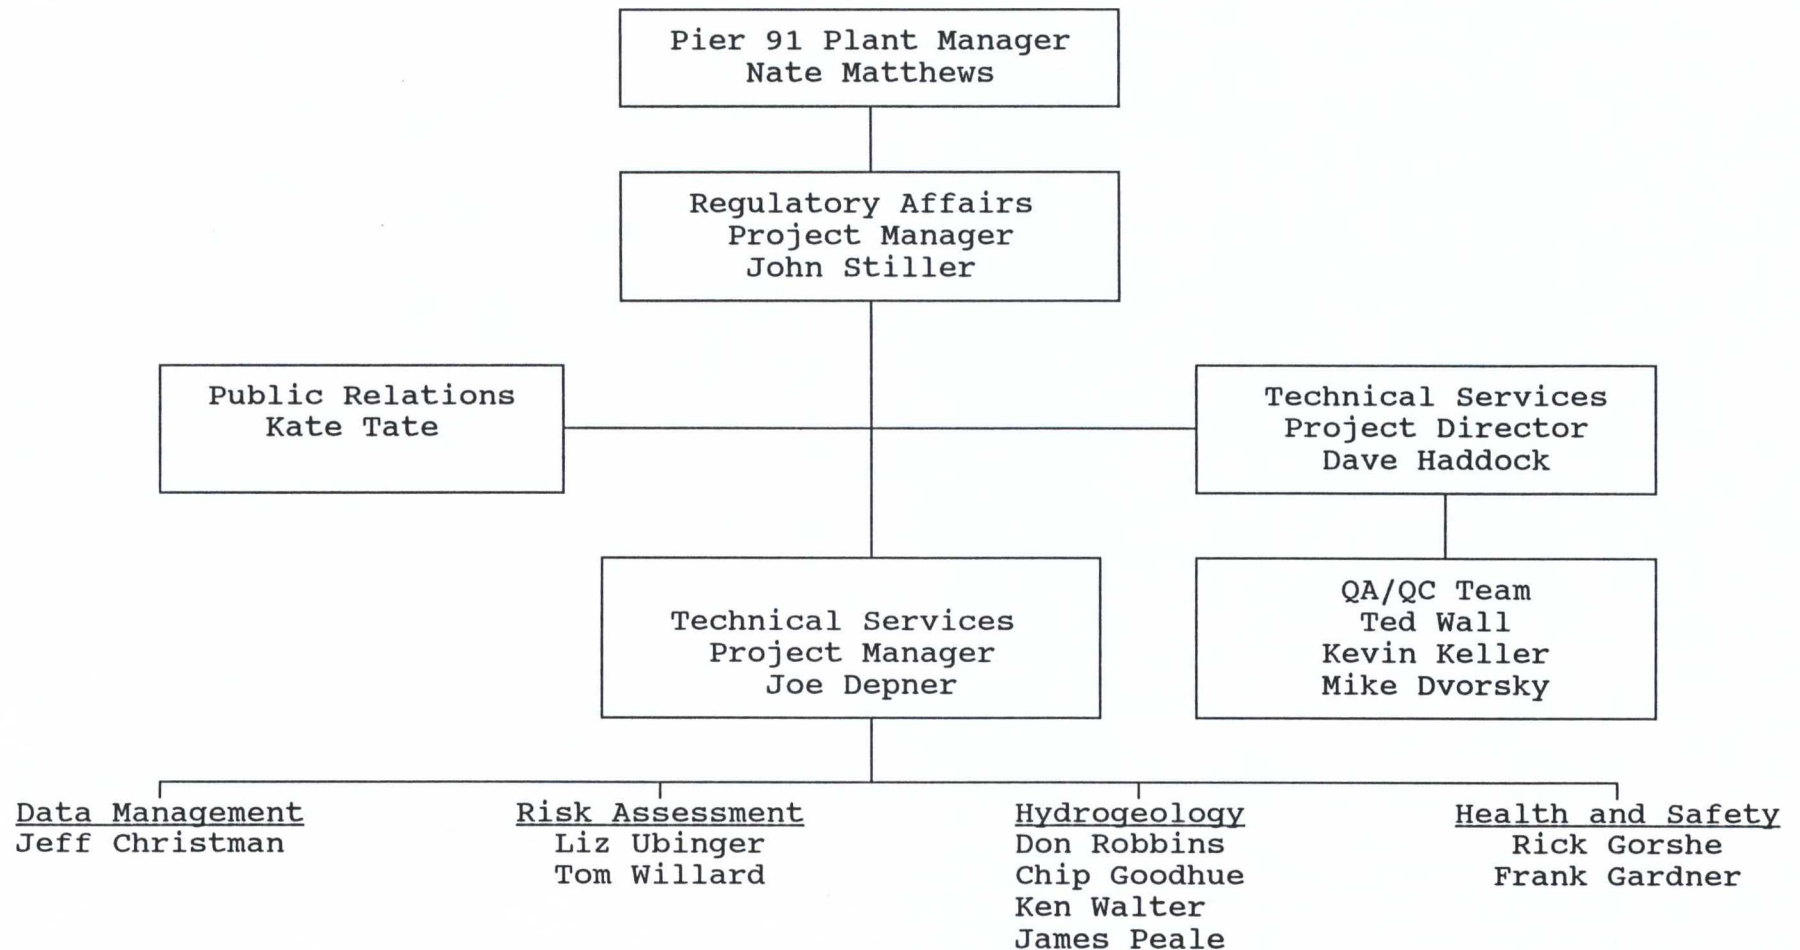 Pier 91 Plant Manager
Nate Matthews
Regulatory Affairs
Project Manager
John Stiller
Public Relations
Kate Tate
Technical Services
Project Director
Dave Haddock
Technical Services
Project Manager
Joe Depner
QA/QC Team
Ted Wall
Kevin Keller
Mike Dvorsky
Data Management
Jeff Christman
Risk Assessment
Liz Ubinger
Tom Willard
Hydrogeology
Don Robbins
Chip Goodhue
Ken Walter
James Peale
Health and Safety
Rick Gorshe
Frank Gardner